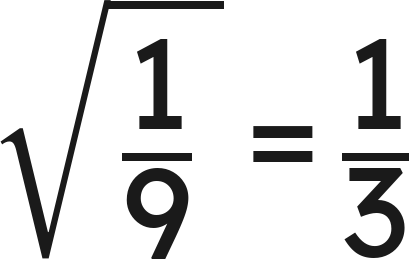 √(1/9) = 1/3